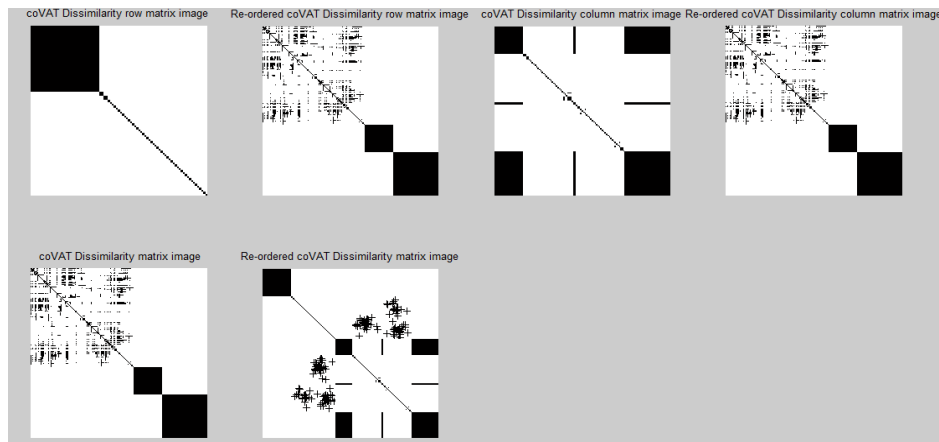 coVAT Dissimilarity row matrix image
Re-ordered coVAT Dissimilarity row matrix image
coVAT Dissimilarity column matrix image
Re-ordered coVAT Dissimilarity column matrix image
coVAT Dissimilarity matrix image
Re-ordered coVAT Dissimilarity matrix image